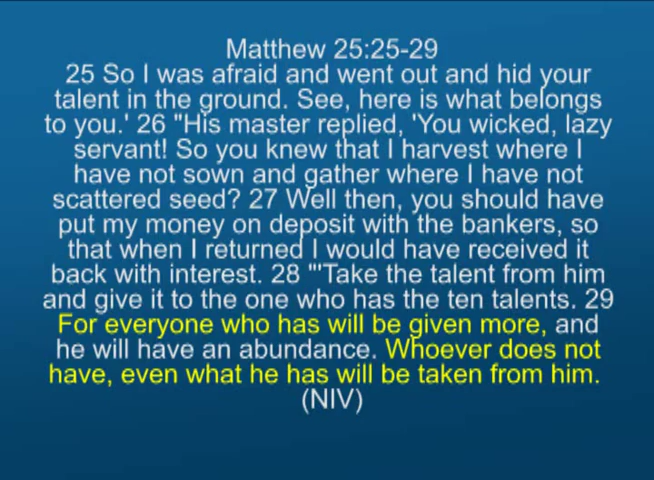 Matthew 25:25-29
25 So I was afraid and went out and hid your
talent in the ground. See, here is what belongs
to you.' 26 "His master replied, 'You wicked, lazy
servant! So you knew that I harvest where I
have not sown and gather where I have not
scattered seed? 27 Well then, you should have
put my money on deposit with the bankers, so
that when I returned I would have received it
back with interest. 28 "'Take the talent from him
and give it to the one who has the ten talents. 29
For everyone who has will be given more, and
he will have an abundance. Whoever does not
have, even what he has will be taken from him.
(NIV)